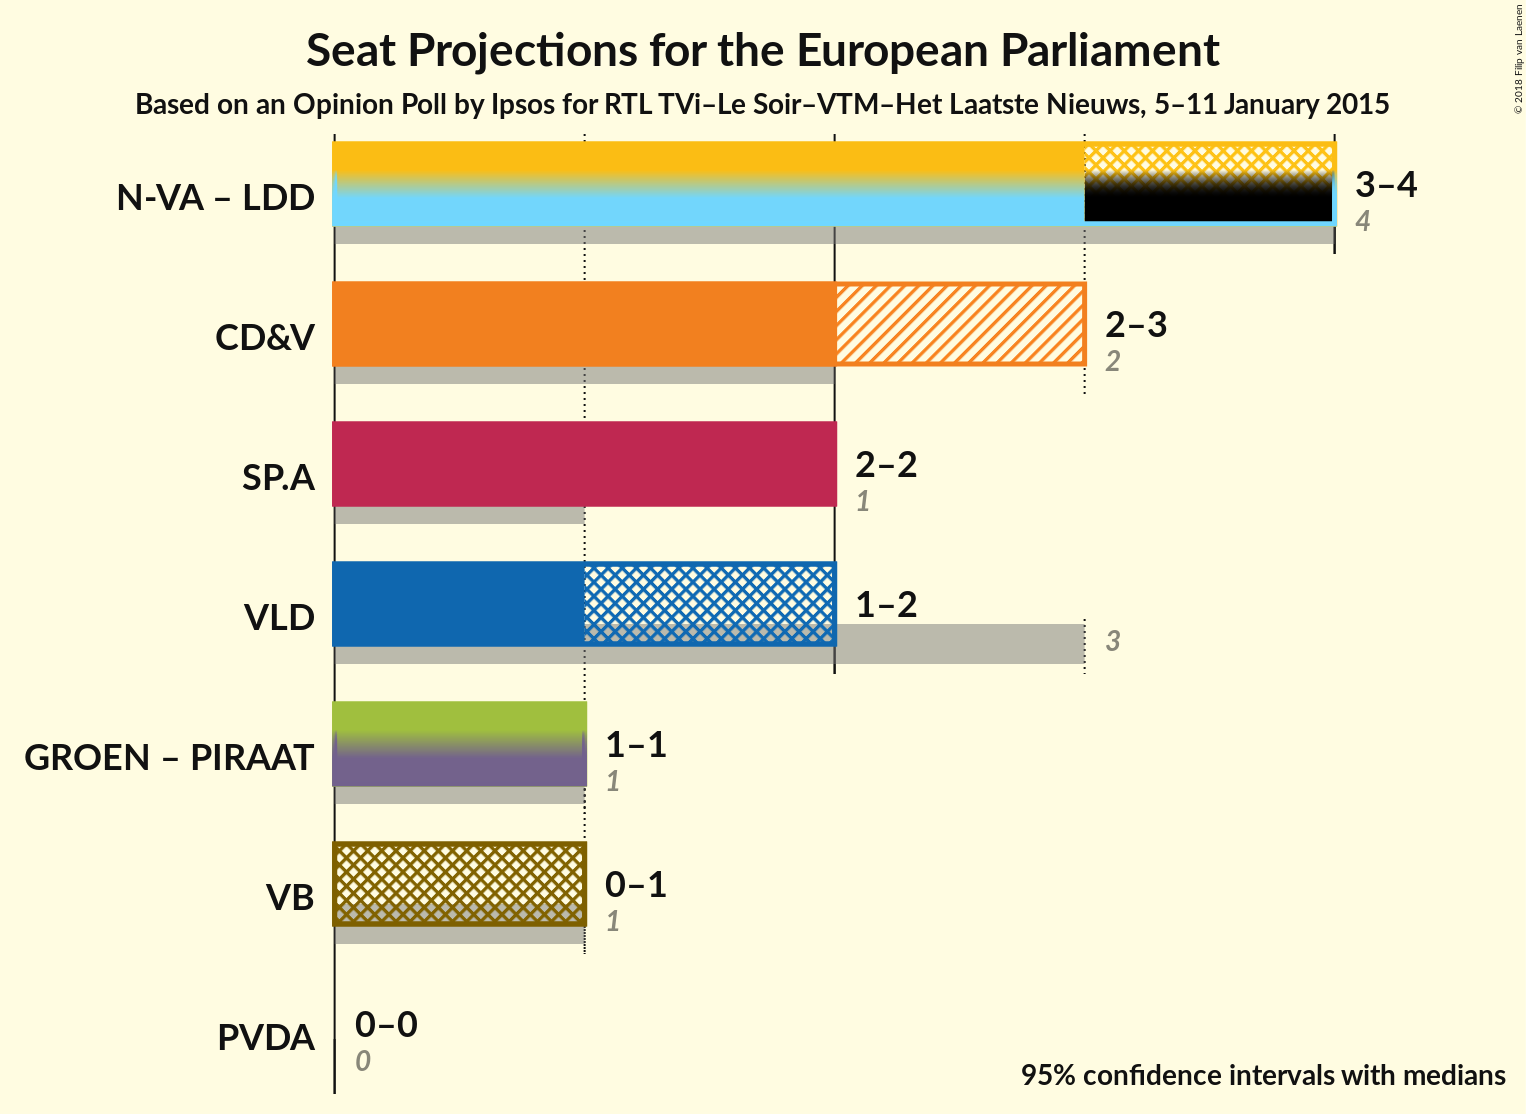 Seat Projections for the European Parliament
Based on an Opinion Poll by Ipsos for RTL TVi–Le Soir–VTM–Het Laatste Nieuws, 5–11 January 2015
© 2018 Filip van Laenen
N-VA – LDD
3–4
4
CD&V
2–3
2
SP.A
2–2
1
VLD
1–2
3
GROEN – PIRAAT
1–1
1
VB
0–1
1
PVDA
0–0
0
95% confidence intervals with medians